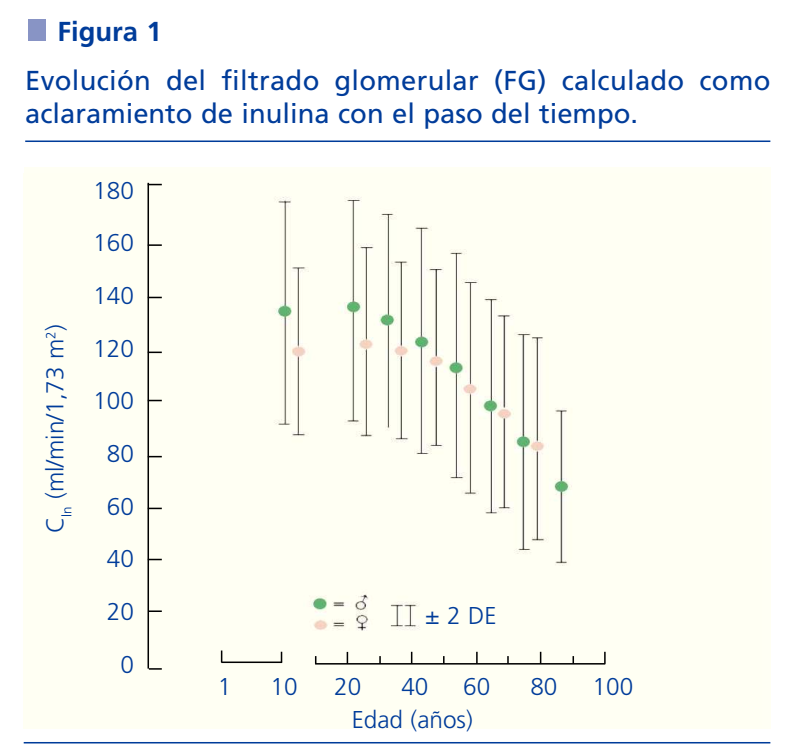 Figura 1
Evolución del filtrado glomerular (FG) calculado como
aclaramiento de inulina con el paso del tiempo.
180
160
140
120
100
80
60
40
20
0
C_In (ml/min/1,73 m²)
= ♂
= ♀
± 2 DE
1 10 20 40 60 80 100
Edad (años)